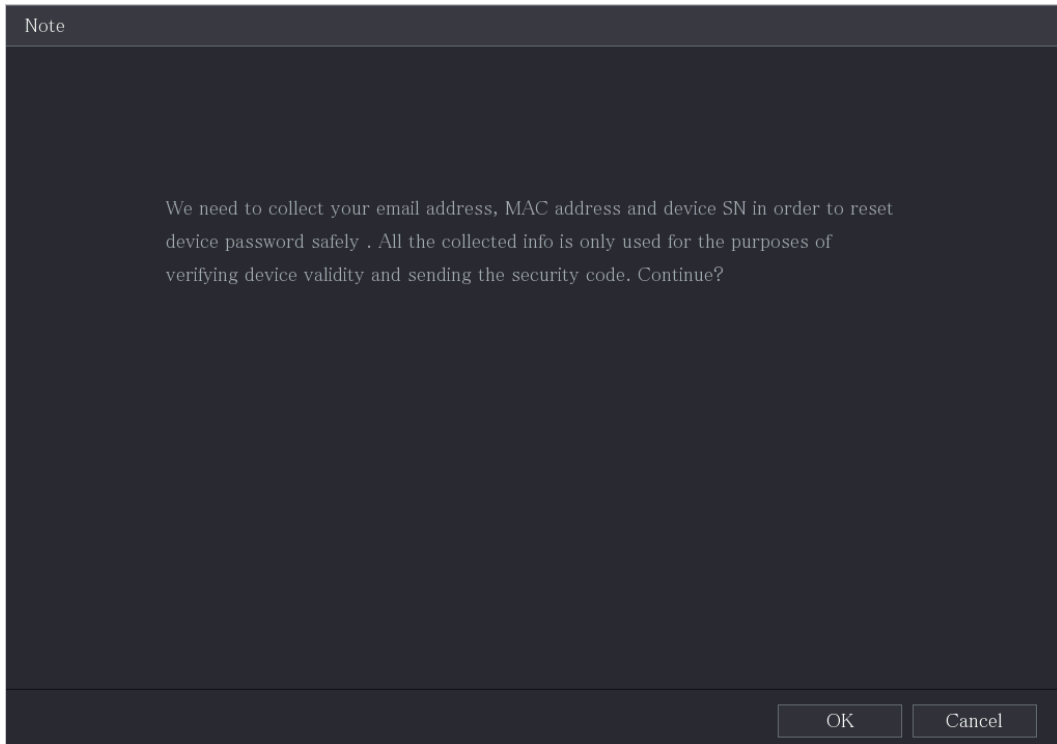 Note
We need to collect your email address, MAC address and device SN in order to reset
device password safely . All the collected info is only used for the purposes of
verifying device validity and sending the security code. Continue?
OK
Cancel